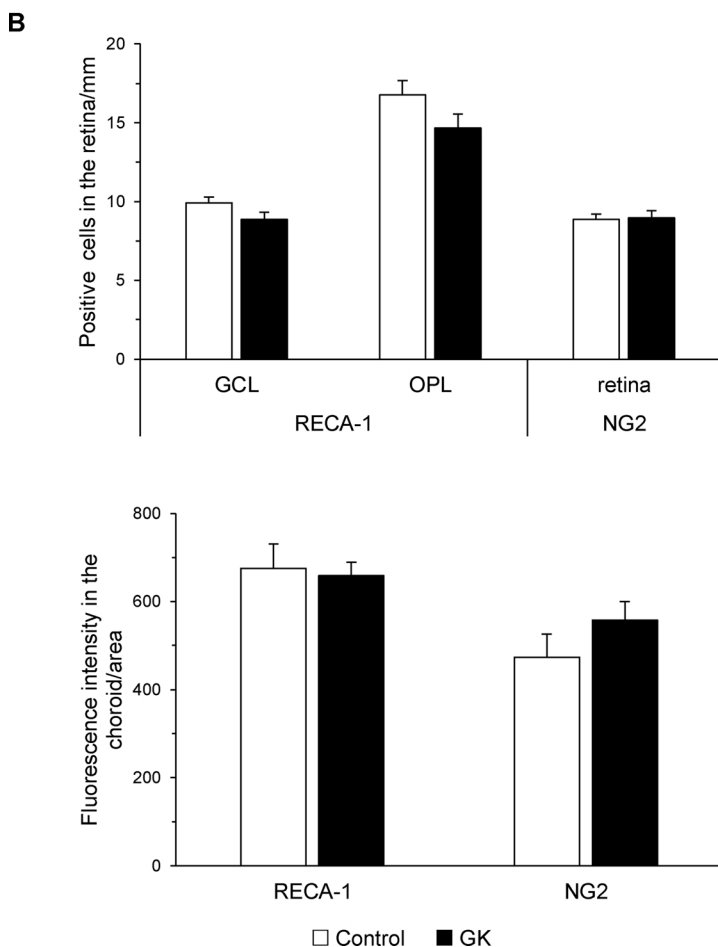 B
Positive cells in the retina/mm
20
15
10
5
0
GCL OPL retina
RECA-1 NG2
Fluorescence intensity in the
choroid/area
800
600
400
200
0
RECA-1 NG2
Control GK